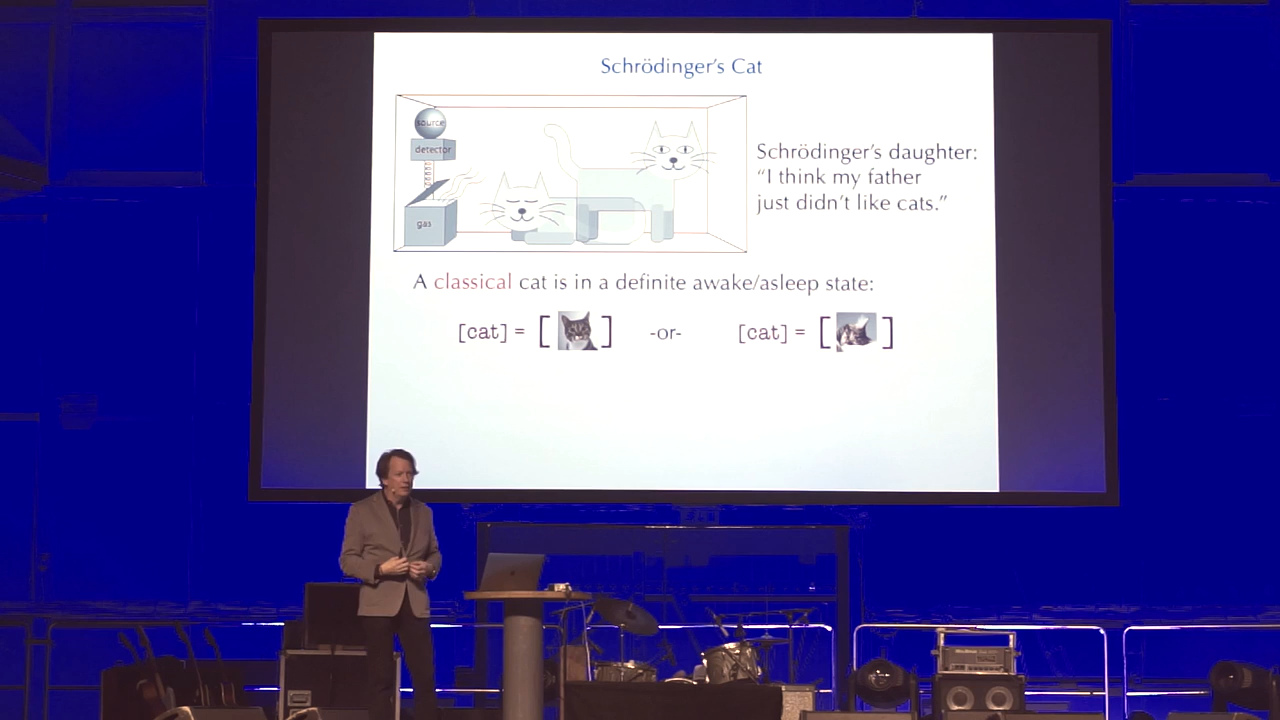 Schrödinger's Cat
source
detector
gas
Schrödinger's daughter:
“I think my father
just didn't like cats.”
A classical cat is in a definite awake/asleep state:
[cat] = [ ] -or- [cat] = [ ]